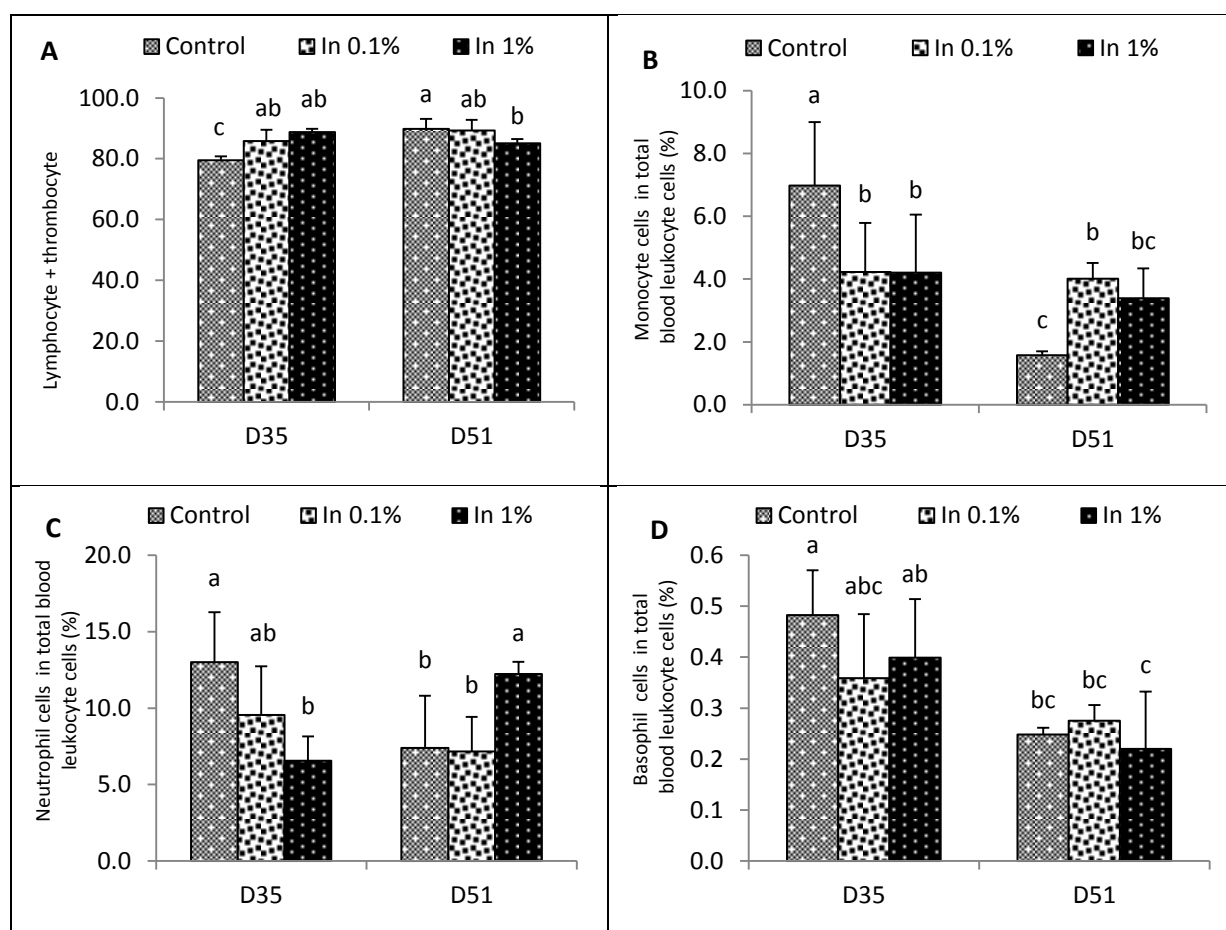 A
Control In 0.1% In 1%
Lymphocyte + thrombocyte
100.0
80.0
60.0
40.0
20.0
0.0
c ab ab a ab b
D35 D51
B
Control In 0.1% In 1%
Monocyte cells in total
blood leukocyte cells (%)
10.0
8.0
6.0
4.0
2.0
0.0
a b b c b bc
D35 D51
C
Control In 0.1% In 1%
Neutrophil cells in total blood
leukocyte cells (%)
20.0
15.0
10.0
5.0
0.0
a ab b b b a
D35 D51
D
Control In 0.1% In 1%
Basophil cells in total
blood leukocyte cells (%)
0.6
0.5
0.4
0.3
0.2
0.1
0.0
a abc ab bc bc c
D35 D51